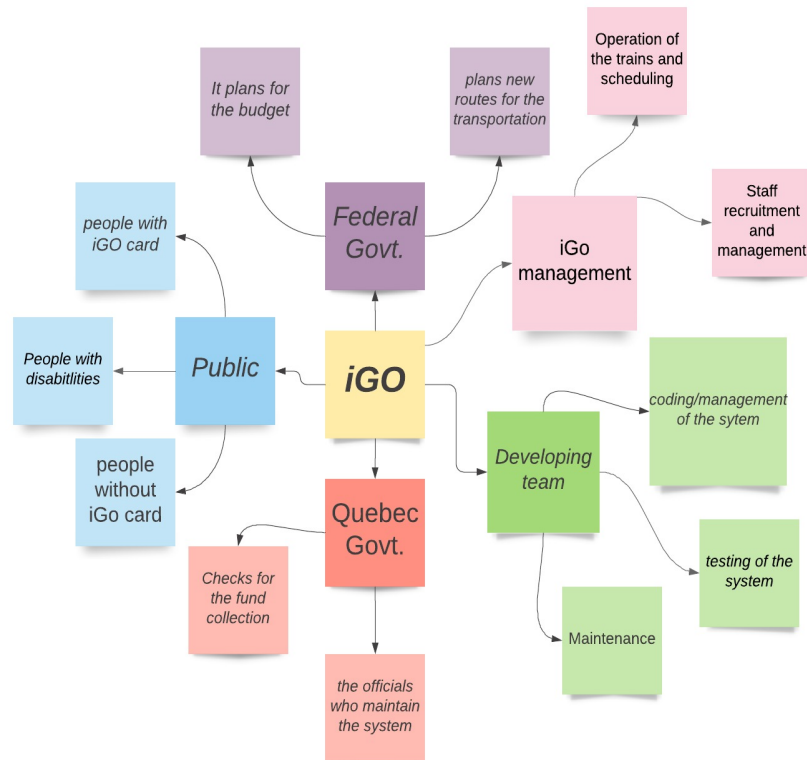 Operation of
the trains and
scheduling
It plans for
the budget
plans new
routes for the
transportation
Staff
recruitment
and
management
people with
iGO card
Federal
Govt.
iGo
management
People with
disabitlities
Public
iGO
coding/management
of the sytem
people
without
iGo card
Quebec
Govt.
Developing
team
Checks for
the fund
collection
testing of the
system
Maintenance
the officials
who maintain
the system